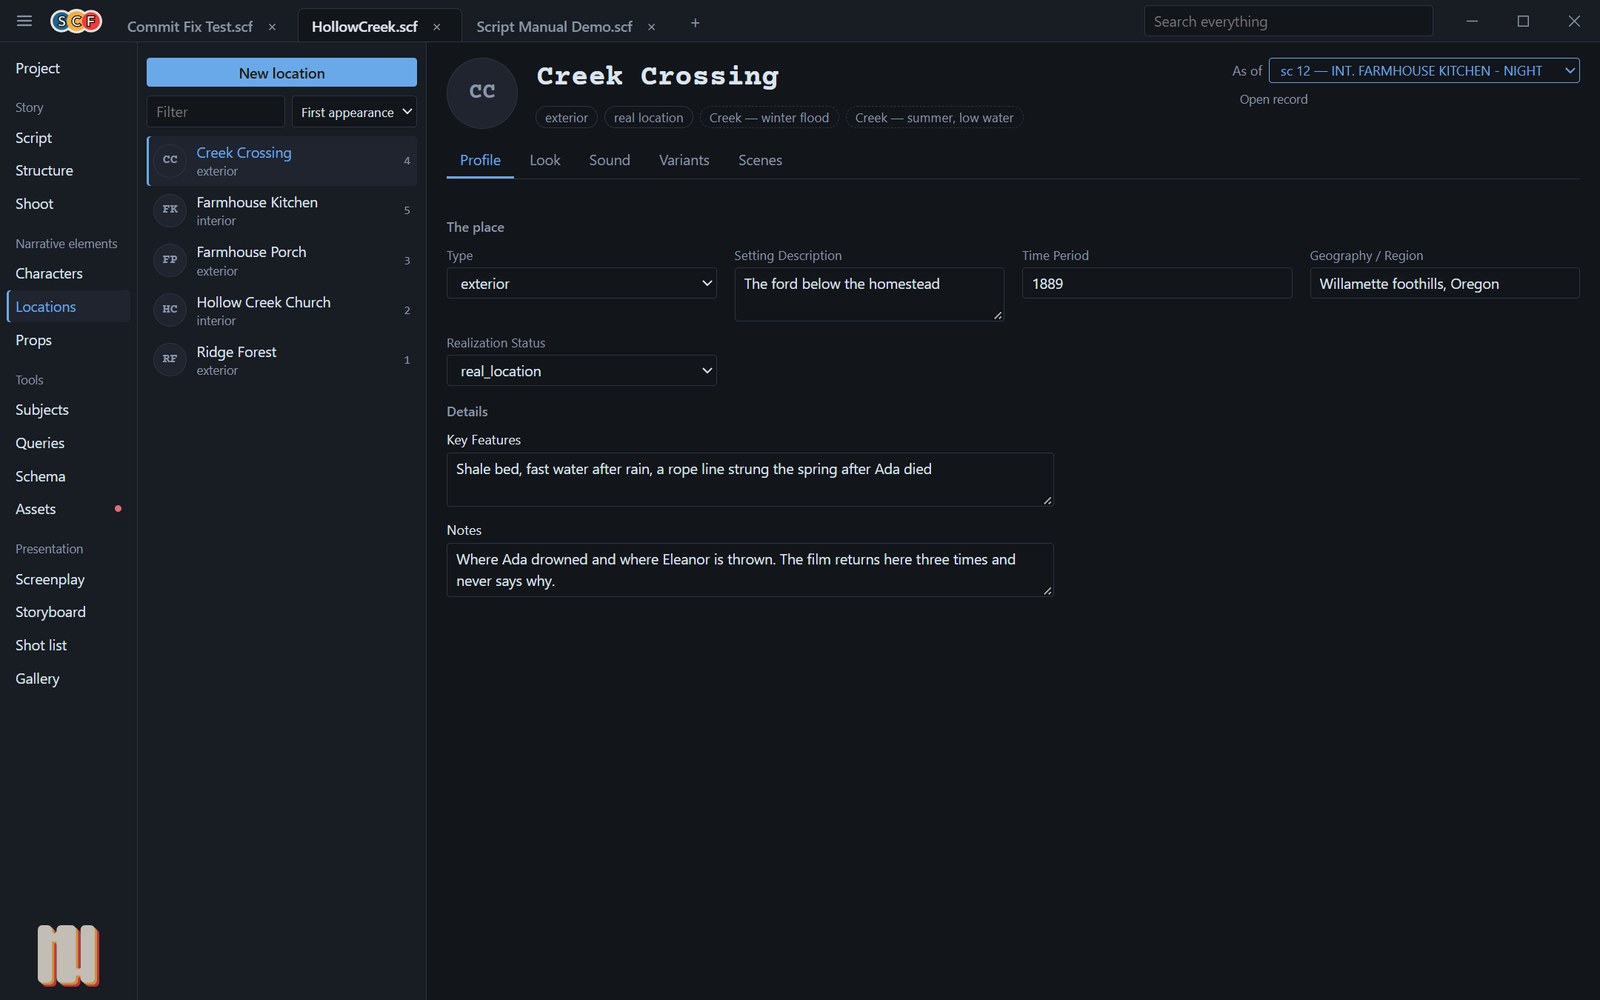 SCF
Commit Fix Test.scf ×
HollowCreek.scf ×
Script Manual Demo.scf ×
+
Search everything
Project
Story
Script
Structure
Shoot
Narrative elements
Characters
Locations
Props
Tools
Subjects
Queries
Schema
Assets
Presentation
Screenplay
Storyboard
Shot list
Gallery
New location
Filter
First appearance
CC
Creek Crossing
exterior
4
FK
Farmhouse Kitchen
interior
5
FP
Farmhouse Porch
exterior
3
HC
Hollow Creek Church
interior
2
RF
Ridge Forest
exterior
1
CC
Creek Crossing
exterior
real location
Creek — winter flood
Creek — summer, low water
As of
sc 12 — INT. FARMHOUSE KITCHEN - NIGHT
Open record
Profile
Look
Sound
Variants
Scenes
The place
Type
exterior
Setting Description
The ford below the homestead
Time Period
1889
Geography / Region
Willamette foothills, Oregon
Realization Status
real_location
Details
Key Features
Shale bed, fast water after rain, a rope line strung the spring after Ada died
Notes
Where Ada drowned and where Eleanor is thrown. The film returns here three times and
never says why.